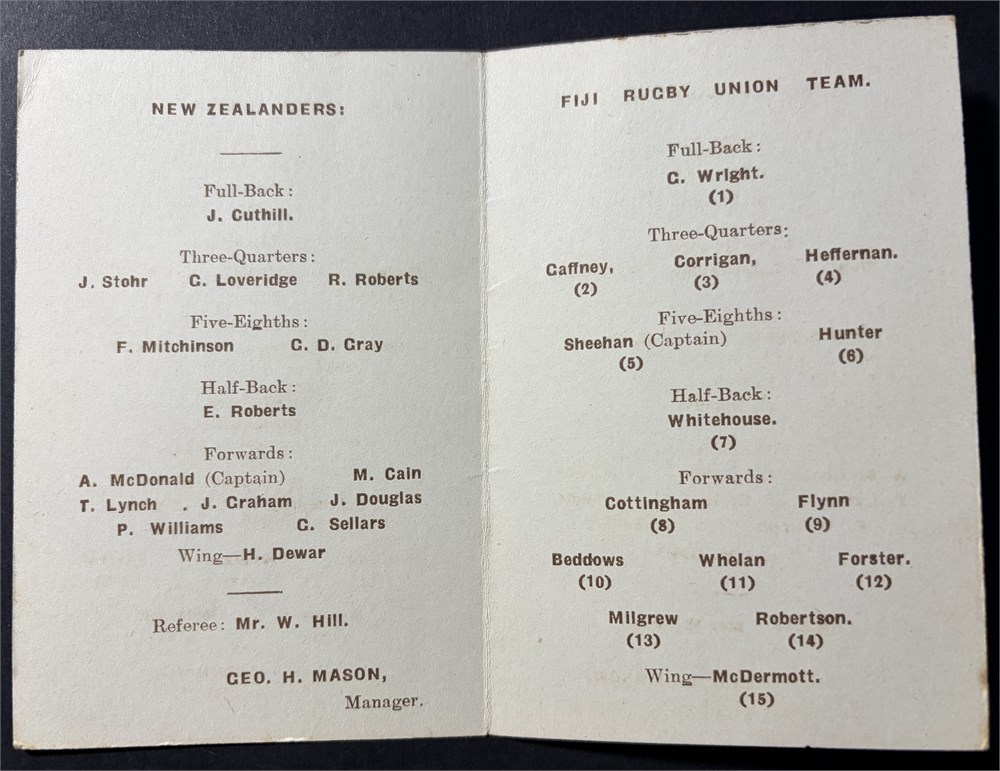 NEW ZEALANDERS:
Full-Back:
J. Cuthill.
Three-Quarters:
J. Stohr G. Loveridge R. Roberts
Five-Eighths:
F. Mitchinson G. D. Gray
Half-Back:
E. Roberts
Forwards:
A. McDonald (Captain) M. Cain
T. Lynch . J. Graham J. Douglas
P. Williams G. Sellars
Wing—H. Dewar
Referee: Mr. W. Hill.
GEO. H. MASON,
Manager.
FIJI RUGBY UNION TEAM.
Full-Back:
G. Wright.
(1)
Three-Quarters:
Caffney, Corrigan, Heffernan.
(2) (3) (4)
Five-Eighths:
Sheehan (Captain) Hunter
(5) (6)
Half-Back:
Whitehouse.
(7)
Forwards:
Cottingham Flynn
(8) (9)
Beddows Whelan Forster.
(10) (11) (12)
Milgrew Robertson.
(13) (14)
Wing—McDermott.
(15)